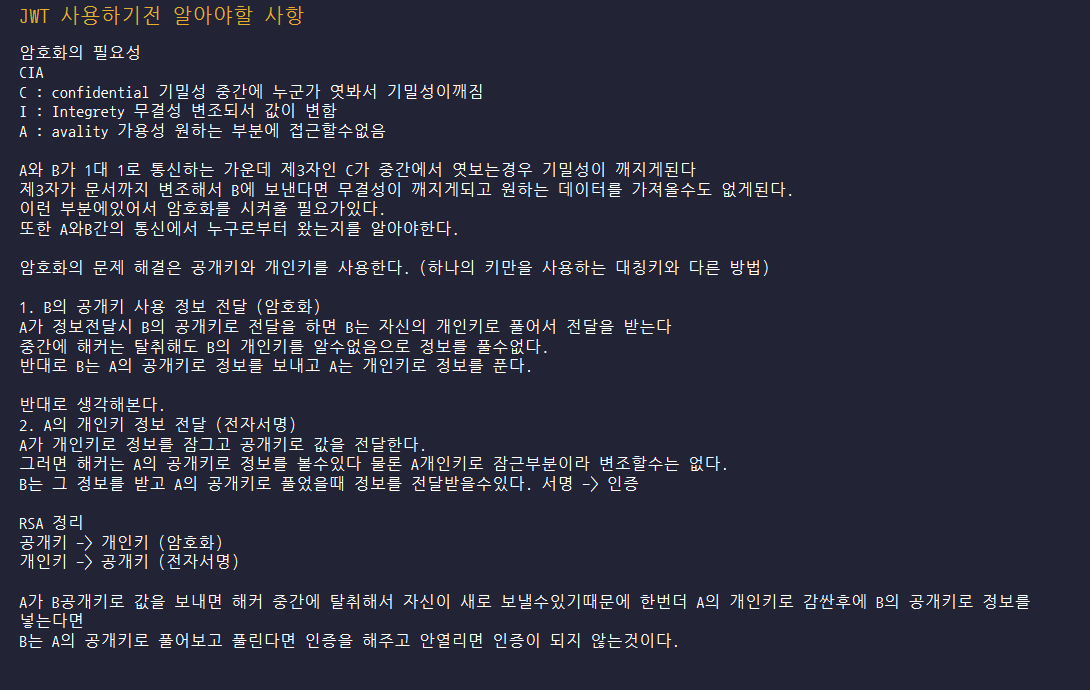 JWT 사용하기전 알아야할 사항
암호화의 필요성
CIA
C : confidential 기밀성 중간에 누군가 엿봐서 기밀성이깨짐
I : Integrety 무결성 변조되서 값이 변함
A : avality 가용성 원하는 부분에 접근할수없음
A와 B가 1대 1로 통신하는 가운데 제3자인 C가 중간에서 엿보는경우 기밀성이 깨지게된다
제3자가 문서까지 변조해서 B에 보낸다면 무결성이 깨지게되고 원하는 데이터를 가져올수도 없게된다.
이런 부분에있어서 암호화를 시켜줄 필요가있다.
또한 A와B간의 통신에서 누구로부터 왔는지를 알아야한다.
암호화의 문제 해결은 공개키와 개인키를 사용한다. (하나의 키만을 사용하는 대칭키와 다른 방법)
1. B의 공개키 사용 정보 전달 (암호화)
A가 정보전달시 B의 공개키로 전달을 하면 B는 자신의 개인키로 풀어서 전달을 받는다
중간에 해커는 탈취해도 B의 개인키를 알수없음으로 정보를 풀수없다.
반대로 B는 A의 공개키로 정보를 보내고 A는 개인키로 정보를 푼다.
반대로 생각해본다.
2. A의 개인키 정보 전달 (전자서명)
A가 개인키로 정보를 잠그고 공개키로 값을 전달한다.
그러면 해커는 A의 공개키로 정보를 볼수있다 물론 A개인키로 잠근부분이라 변조할수는 없다.
B는 그 정보를 받고 A의 공개키로 풀었을때 정보를 전달받을수있다. 서명 -> 인증
RSA 정리
공개키 -> 개인키 (암호화)
개인키 -> 공개키 (전자서명)
A가 B공개키로 값을 보내면 해커 중간에 탈취해서 자신이 새로 보낼수있기때문에 한번더 A의 개인키로 감싼후에 B의 공개키로 정보를
넣는다면
B는 A의 공개키로 풀어보고 풀린다면 인증을 해주고 안열리면 인증이 되지 않는것이다.